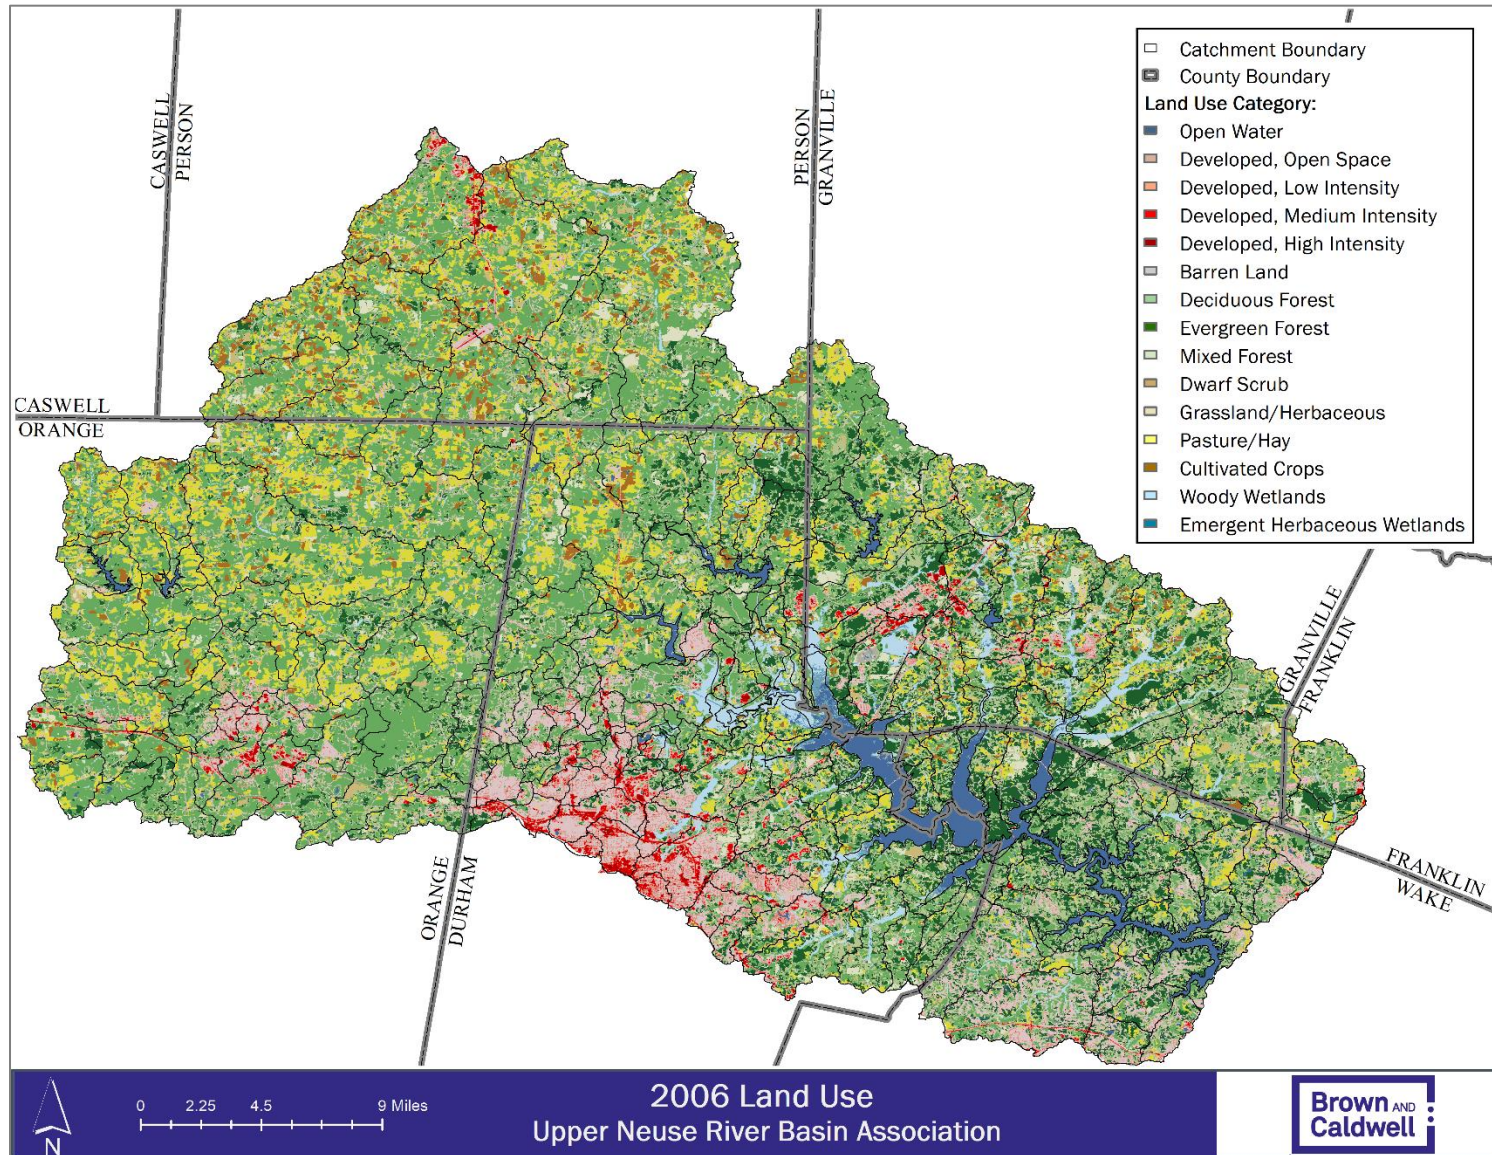 CASWELL
PERSON
PERSON
GRANVILLE
Catchment Boundary
County Boundary
Land Use Category:
Open Water
Developed, Open Space
Developed, Low Intensity
Developed, Medium Intensity
Developed, High Intensity
Barren Land
Deciduous Forest
Evergreen Forest
Mixed Forest
Dwarf Scrub
Grassland/Herbaceous
Pasture/Hay
Cultivated Crops
Woody Wetlands
Emergent Herbaceous Wetlands
CASWELL
ORANGE
GRANVILLE
FRANKLIN
ORANGE
DURHAM
FRANKLIN
WAKE
N
0 2.25 4.5 9 Miles
2006 Land Use
Upper Neuse River Basin Association
Brown AND
Caldwell